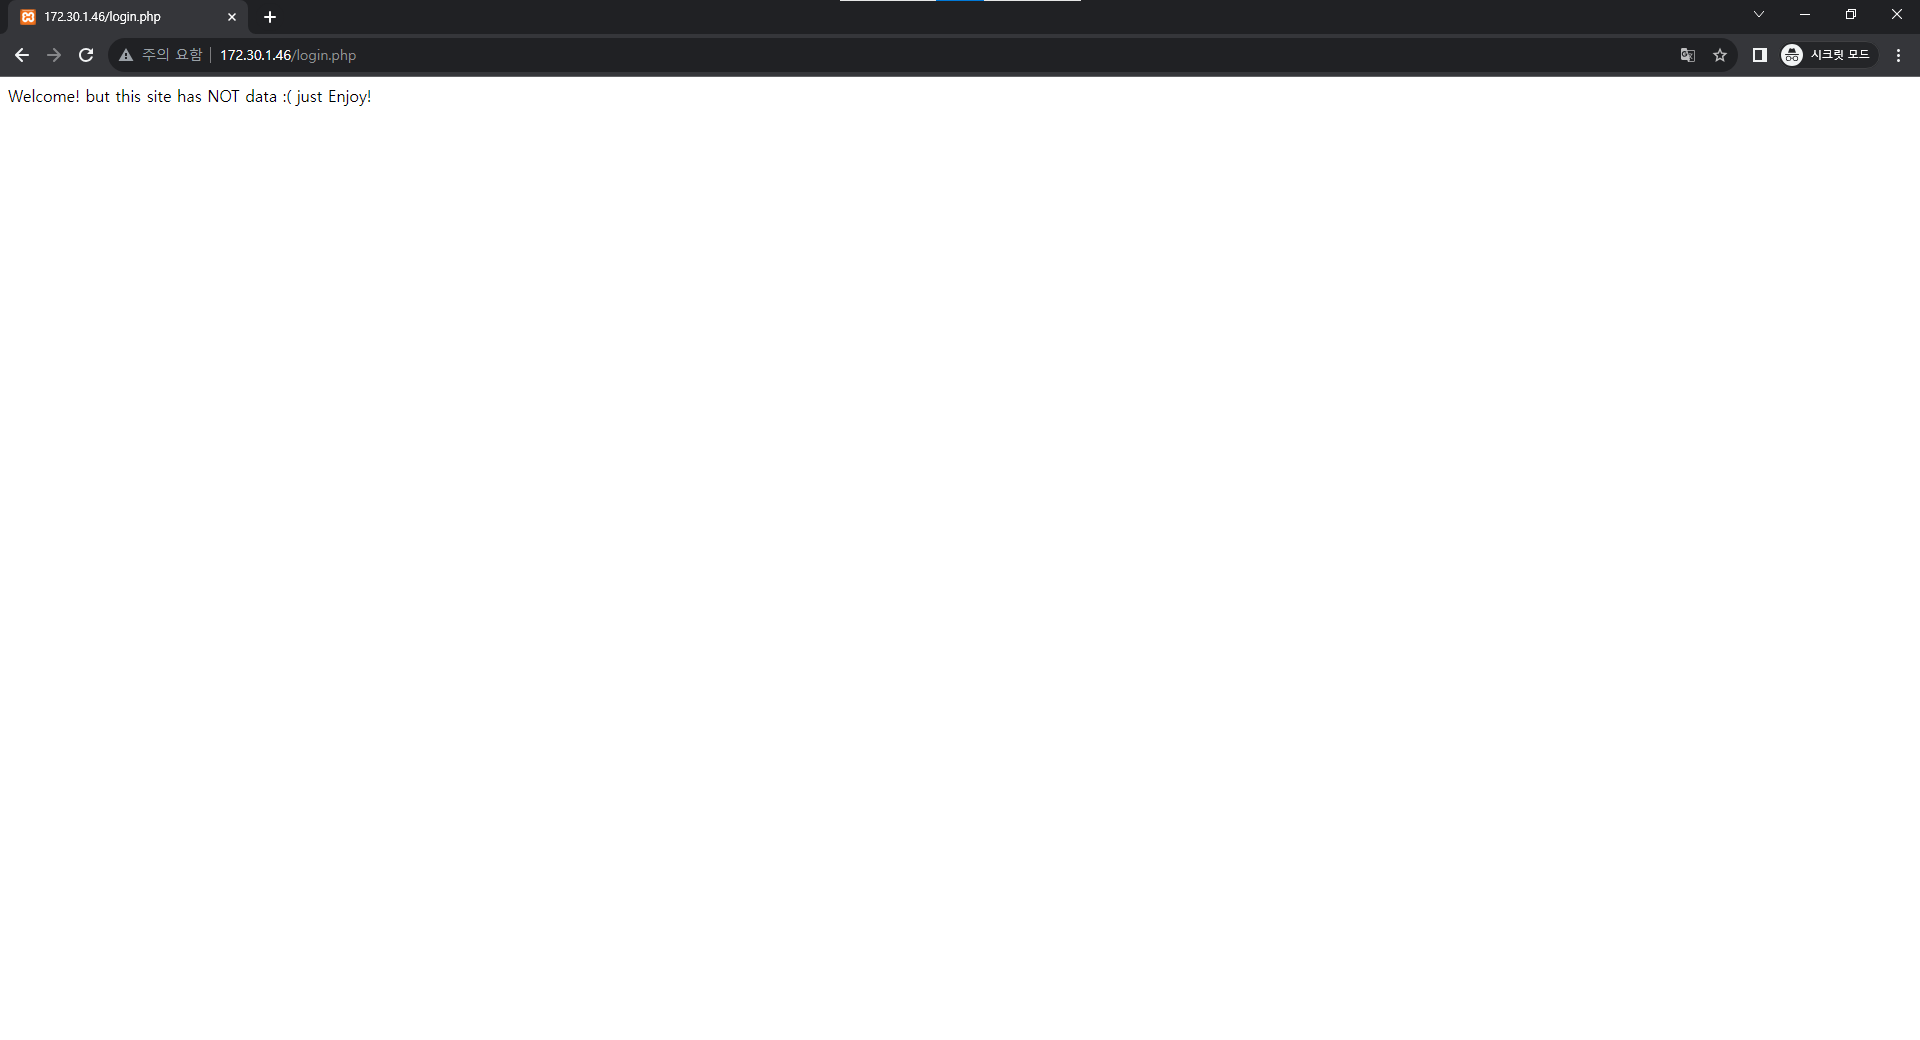 172.30.1.46/login.php
주의 요함 172.30.1.46/login.php
시크릿 모드
Welcome! but this site has NOT data :( just Enjoy!